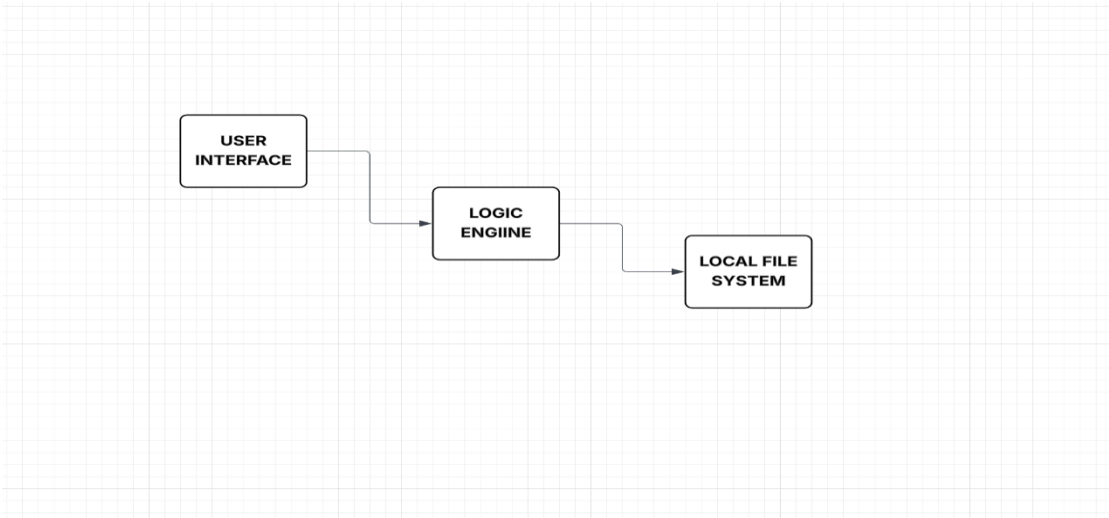 USER
INTERFACE
LOGIC
ENGIINE
LOCAL FILE
SYSTEM